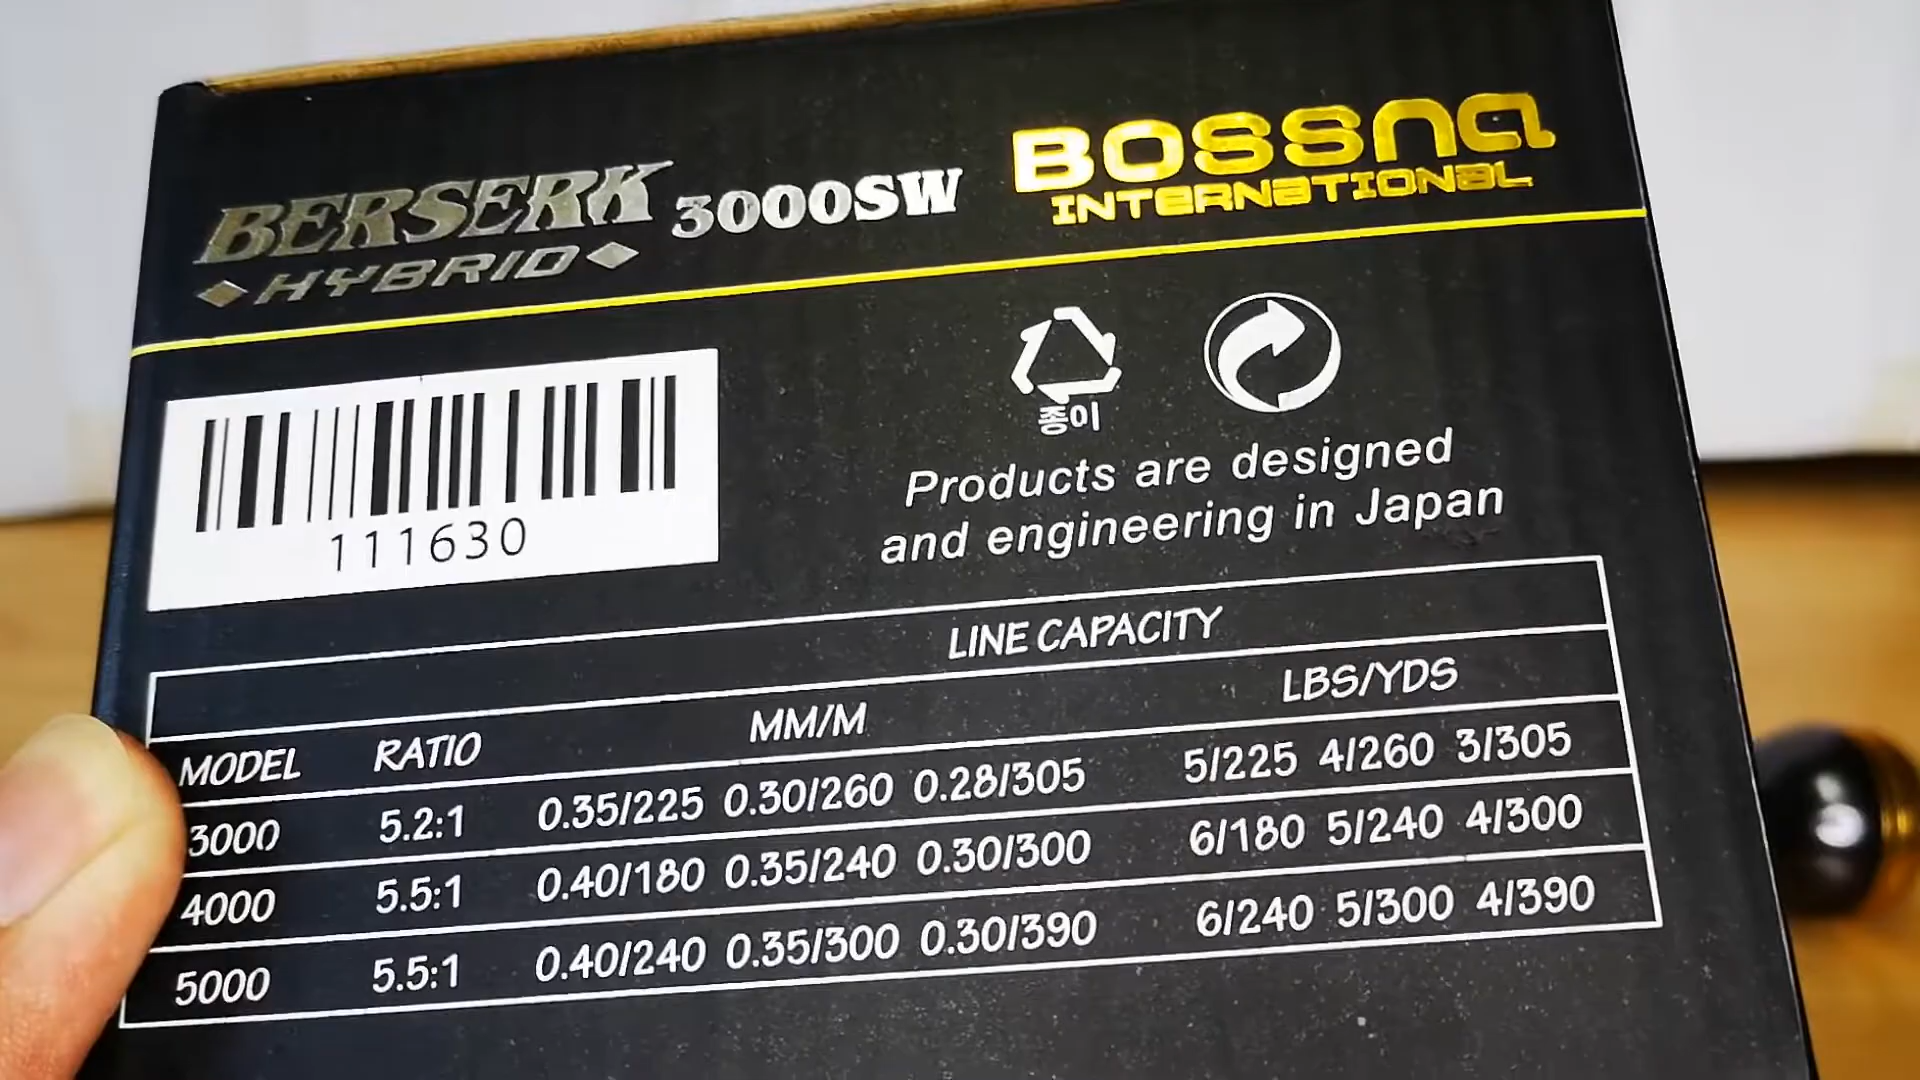 BERSERK 3000SW
HYBRID
BOSSNA
INTERNATIONAL
111630
종이
Products are designed
and engineering in Japan
LINE CAPACITY
MODEL RATIO MM/M LBS/YDS
3000 5.2:1 0.35/225 0.30/260 0.28/305 5/225 4/260 3/305
4000 5.5:1 0.40/180 0.35/240 0.30/300 6/180 5/240 4/300
5000 5.5:1 0.40/240 0.35/300 0.30/390 6/240 5/300 4/390